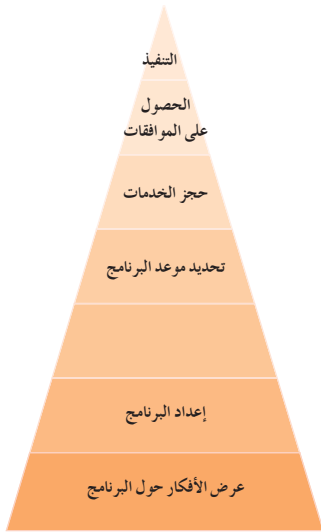 التنفيذ
الحصول
على الموافقات
حجز الخدمات
تحديد موعد البرنامج
إعداد البرنامج
عرض الأفكار حول البرنامج